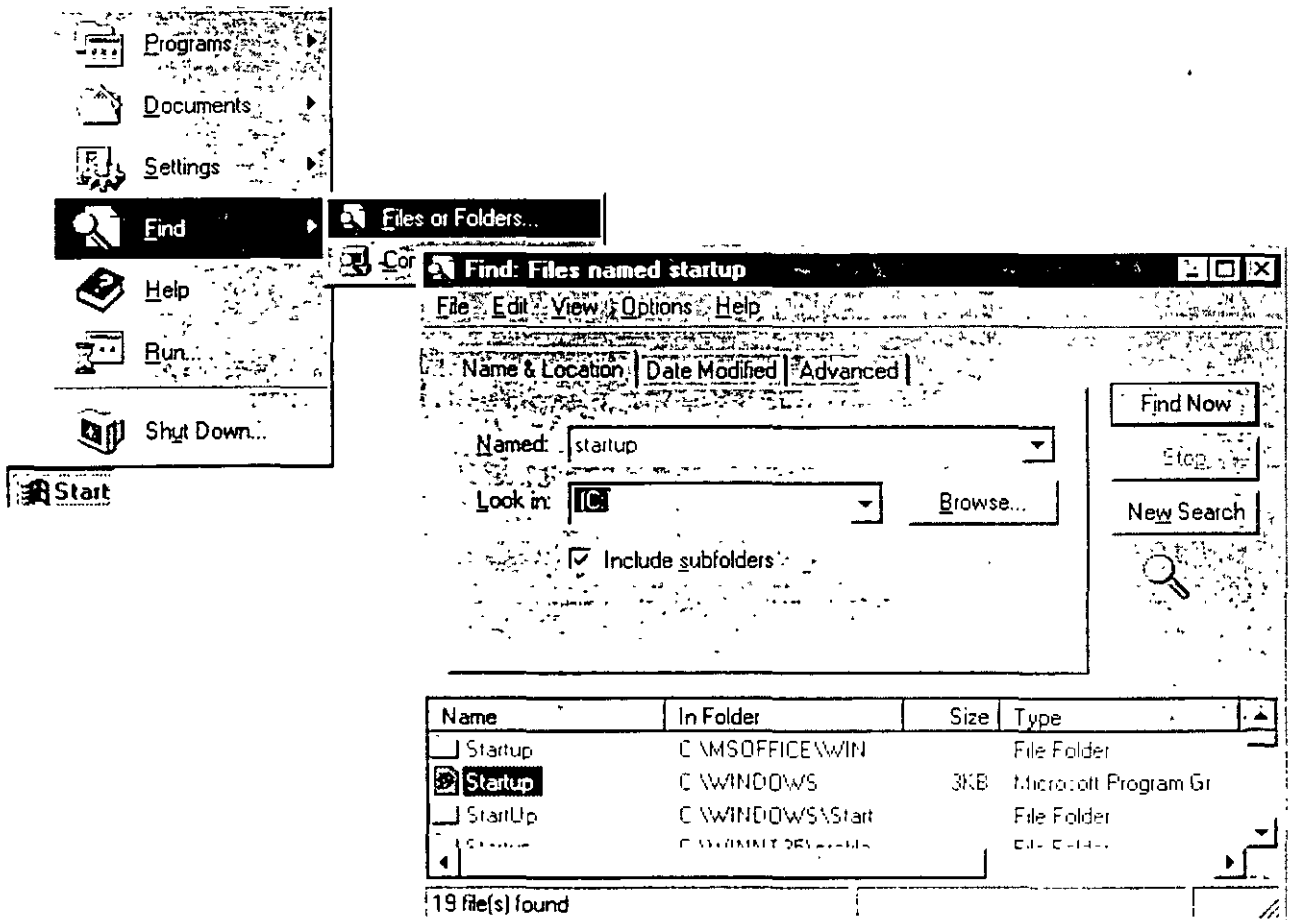 Programs
Documents
Settings
Find
Help
Run...
Shut Down...
Start
Files or Folders...
Find: Files named startup
File Edit View Options Help
Name & Location Date Modified Advanced
Named: startup
Look in: (C:
Browse...
Include subfolders
Find Now
Stop
New Search
Name In Folder Size Type
Startup C:\MSOFFICE\WIN File Folder
Startup C:\WINDOWS 3KB Microsoft Program Gr
StartUp C:\WINDOWS\Start File Folder
19 file(s) found